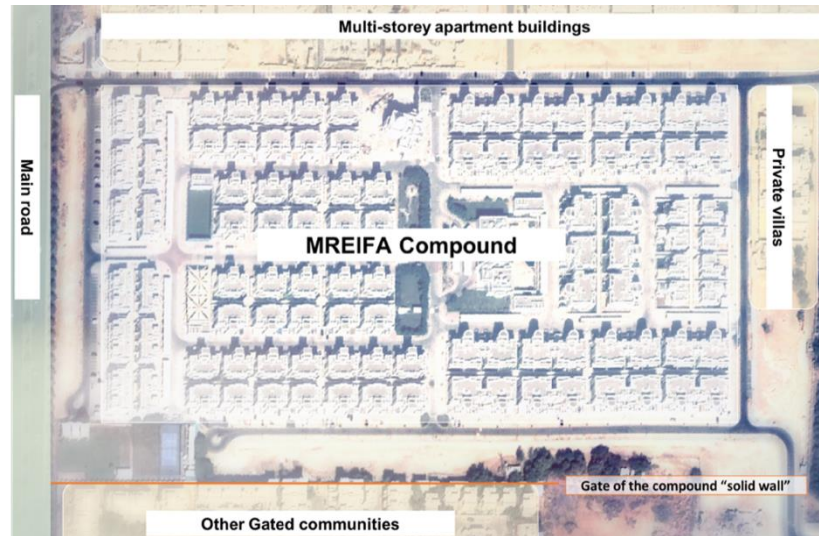 Multi-storey apartment buildings
Main road
Private villas
MREIFA Compound
Gate of the compound “solid wall”
Other Gated communities